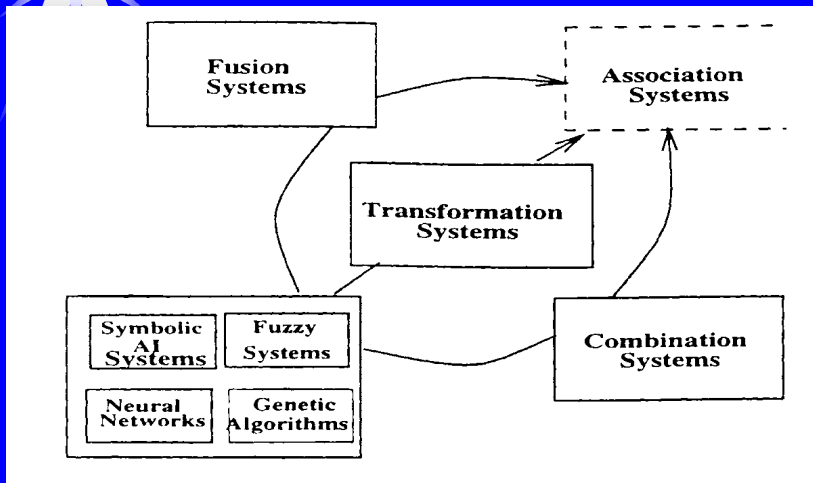 Fusion
Systems
Association
Systems
Transformation
Systems
Symbolic
AI
Systems
Fuzzy
Systems
Neural
Networks
Genetic
Algorithms
Combination
Systems